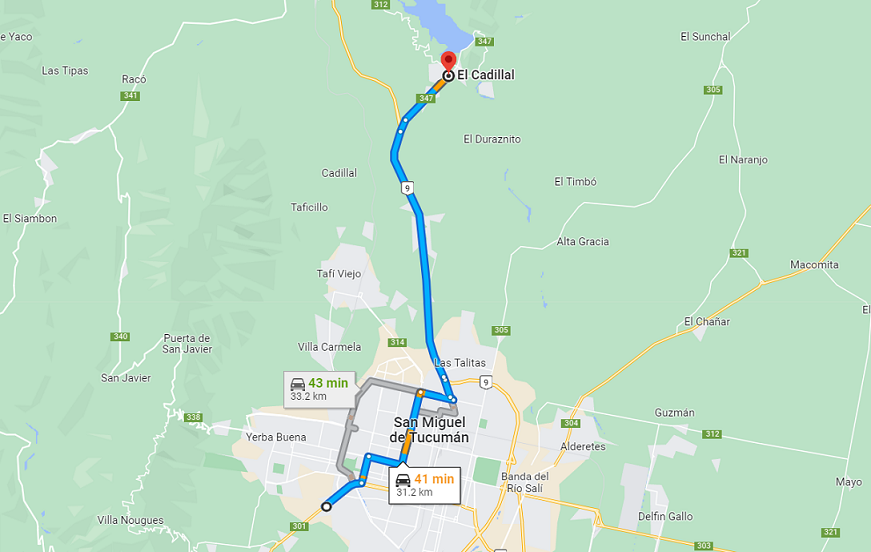 312
347
El Sunchal
e Yaco
Las Tipas
Racó
El Cadillal
341
347
305
El Duraznito
El Naranjo
Cadillal
El Timbó
9
Taficillo
El Siambon
Alta Gracia
321
Macomita
Tafí Viejo
El Chañar
305
340
Puerta de
San Javier
314
Villa Carmela
Las Talitas
San Javier
9
43 min
33.2 km
338
San Miguel
de Tucumán
Guzmán
304
312
Yerba Buena
Alderetes
41 min
31.2 km
Banda del
Río Salí
Mayo
Villa Nougues
301
Delfin Gallo
321
303